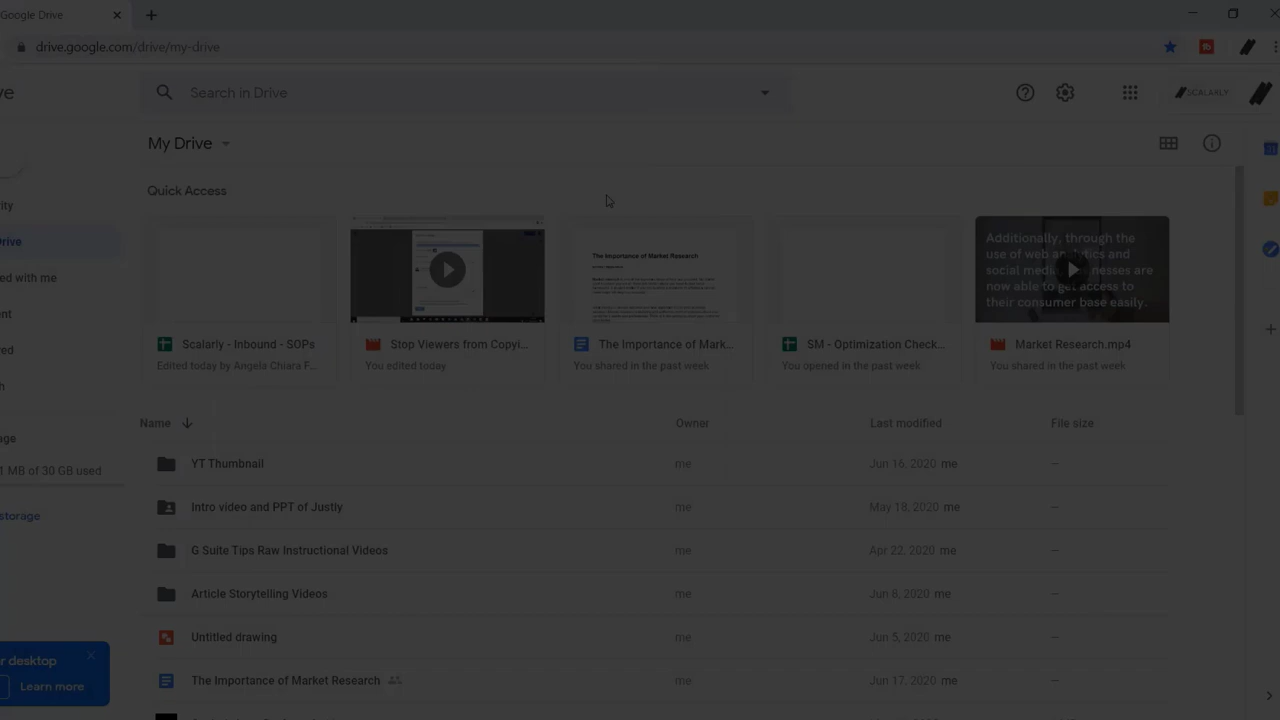 Google Drive
drive.google.com/drive/my-drive
ve
Search in Drive
SCALARLY
My Drive
Quick Access
ity
Drive
ed with me
ent
red
h
age
1 MB of 30 GB used
storage
The Importance of Market Research
Additionally, through the
use of web analytics and
social media
nesses are
now able to get access to
their consumer base easily.
Scalarly - Inbound - SOPs
Edited today by Angela Chiara F...
Stop Viewers from Copyi...
You edited today
The Importance of Mark...
You shared in the past week
SM - Optimization Check...
You opened in the past week
Market Research.mp4
You shared in the past week
Name Owner Last modified File size
YT Thumbnail me Jun 16, 2020 me —
Intro video and PPT of Justly me May 18, 2020 me —
G Suite Tips Raw Instructional Videos me Apr 22, 2020 me —
Article Storytelling Videos me Jun 8, 2020 me —
Untitled drawing me Jun 5, 2020 me —
The Importance of Market Research me Jun 17, 2020 me —
r desktop
Learn more